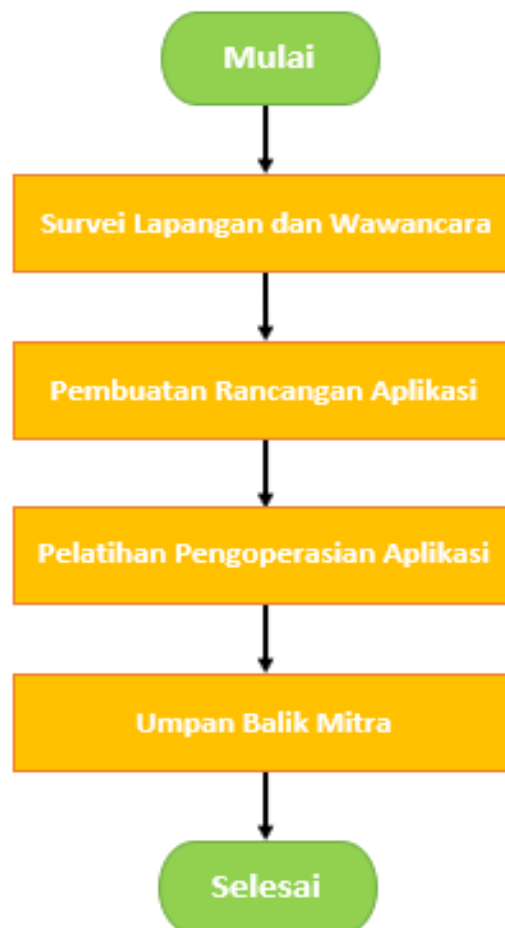 Mulai
Survei Lapangan dan Wawancara
Pembuatan Rancangan Aplikasi
Pelatihan Pengoperasian Aplikasi
Umpan Balik Mitra
Selesai